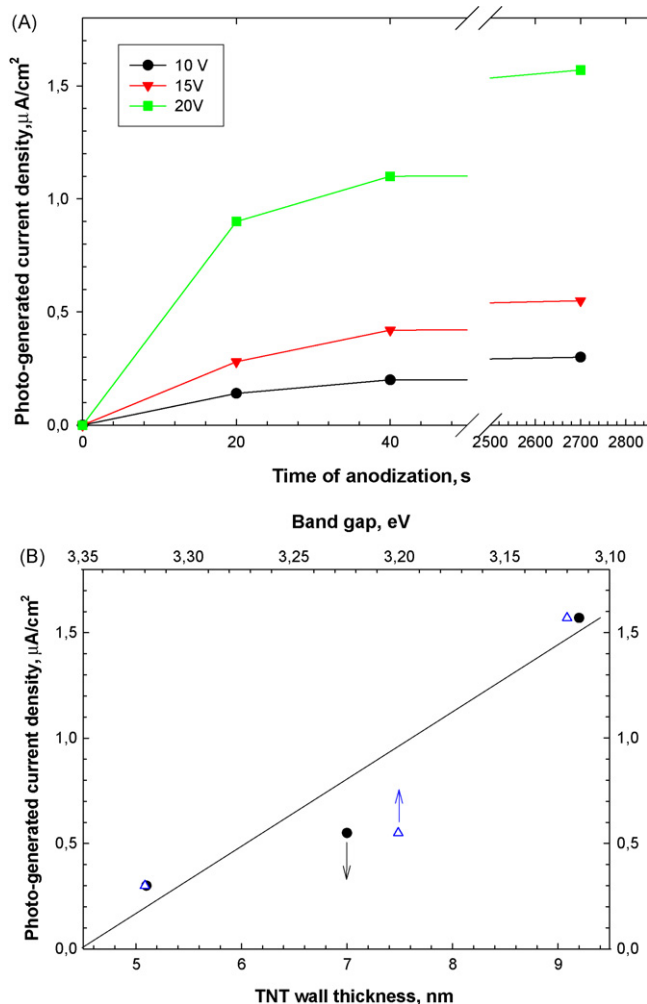 (A)
1,5
1,0
0,5
0,0
Photo-generated current density,μA/cm2
10 V
15V
20V
0 20 40 2500 2600 2700 2800
Time of anodization, s
Band gap, eV
(B)
3,35 3,30 3,25 3,20 3,15 3,10
1,5 1,5
1,0 1,0
0,5 0,5
0,0 0,0
Photo-generated current density, μA/cm2
5 6 7 8 9
TNT wall thickness, nm